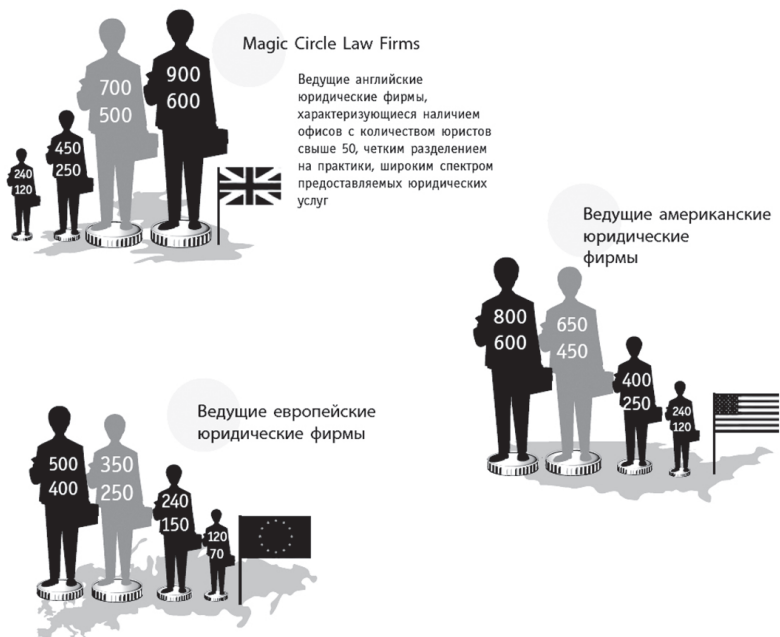 Magic Circle Law Firms
Ведущие английские
юридические фирмы,
характеризующиеся наличием
офисов с количеством юристов
свыше 50, четким разделением
на практики, широким спектром
предоставляемых юридических
услуг
240
120
450
250
700
500
900
600
Ведущие американские
юридические
фирмы
800
600
650
450
400
250
240
120
Ведущие европейские
юридические фирмы
500
400
350
250
240
150
120
70